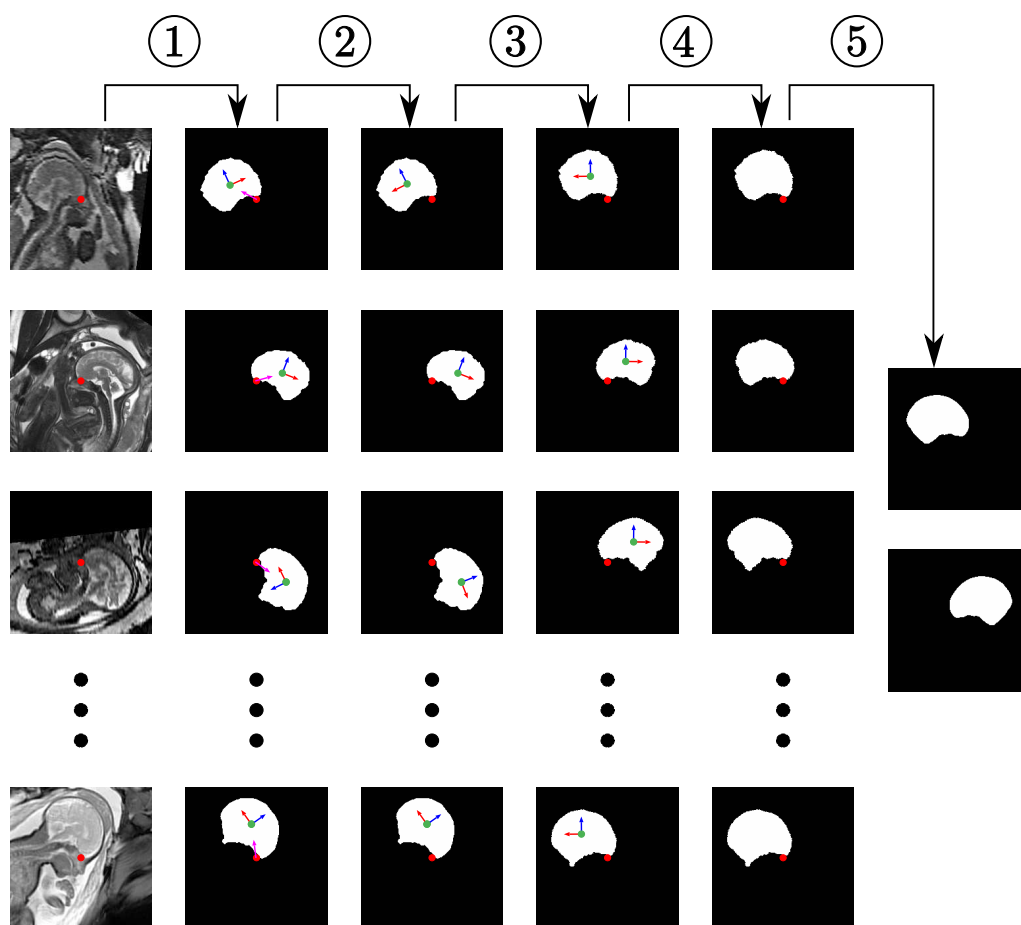 ① ② ③ ④ ⑤